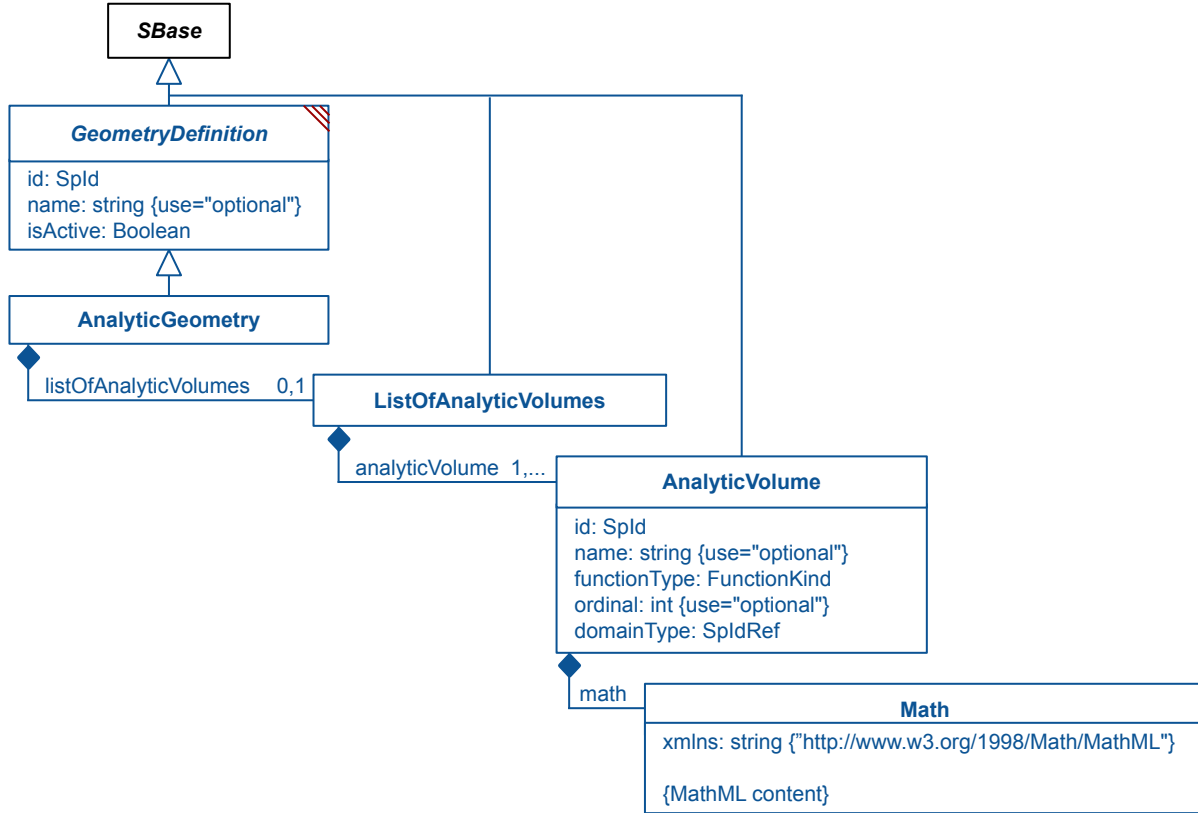 SBase
GeometryDefinition
id: SpId
name: string {use="optional"}
isActive: Boolean
AnalyticGeometry
listOfAnalyticVolumes 0,1
ListOfAnalyticVolumes
analyticVolume 1,...
AnalyticVolume
id: SpId
name: string {use="optional"}
functionType: FunctionKind
ordinal: int {use="optional"}
domainType: SpIdRef
math
Math
xmlns: string {”http://www.w3.org/1998/Math/MathML"}
{MathML content}